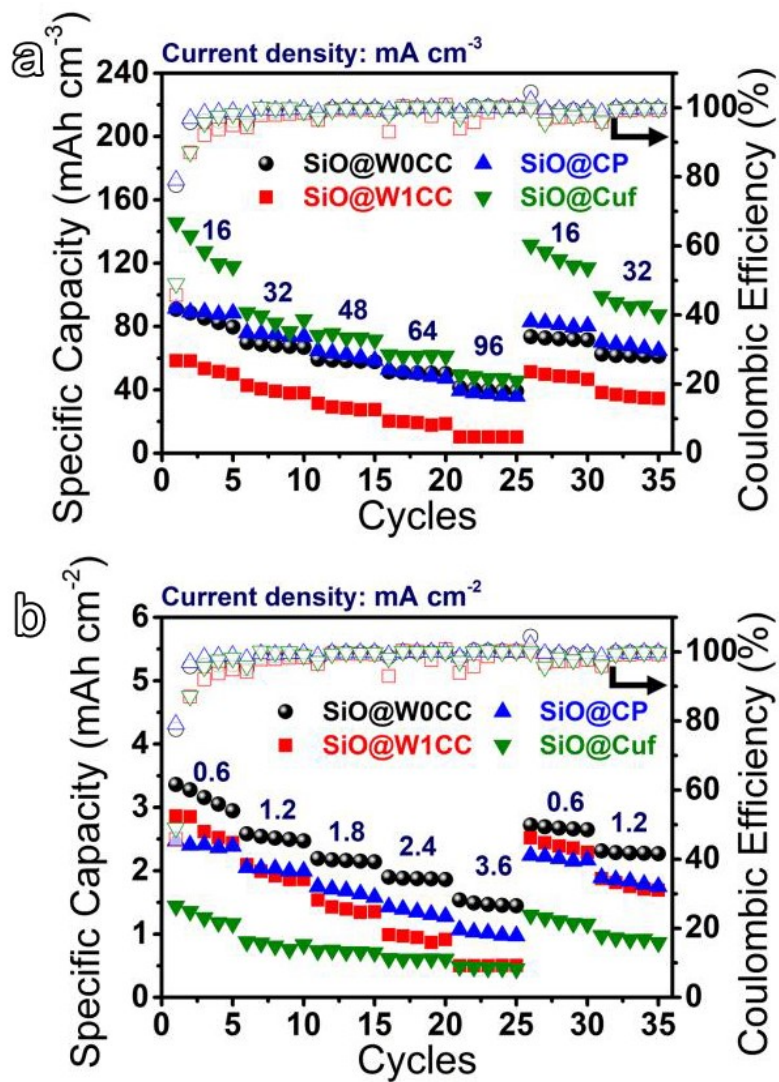 a
Current density: mA cm-3
Specific Capacity (mAh cm-3)
240
200
160
120
80
40
0
SiO@W0CC
SiO@CP
SiO@W1CC
SiO@Cuf
16
32
48
64
96
16
32
100
80
60
40
20
0
Coulombic Efficiency (%)
0 5 10 15 20 25 30 35
Cycles
b
Current density: mA cm-2
Specific Capacity (mAh cm-2)
6
5
4
3
2
1
0
SiO@W0CC
SiO@CP
SiO@W1CC
SiO@Cuf
0.6
1.2
1.8
2.4
3.6
0.6
1.2
100
80
60
40
20
0
Coulombic Efficiency (%)
0 5 10 15 20 25 30 35
Cycles